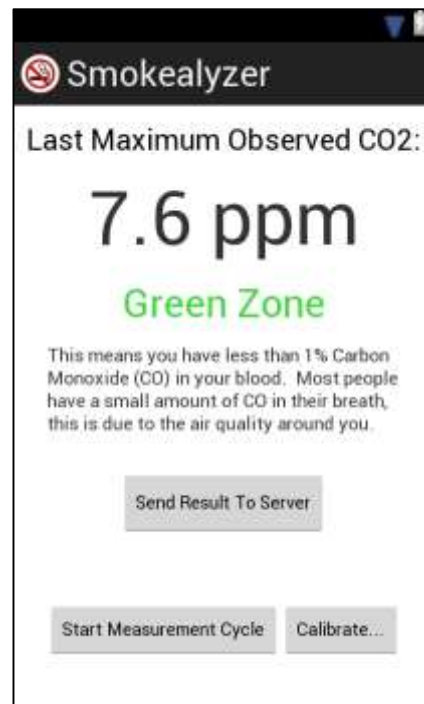 Smokealyzer
Last Maximum Observed CO2:
7.6 ppm
Green Zone
This means you have less than 1% Carbon
Monoxide (CO) in your blood. Most people
have a small amount of CO in their breath,
this is due to the air quality around you.
Send Result To Server
Start Measurement Cycle
Calibrate...